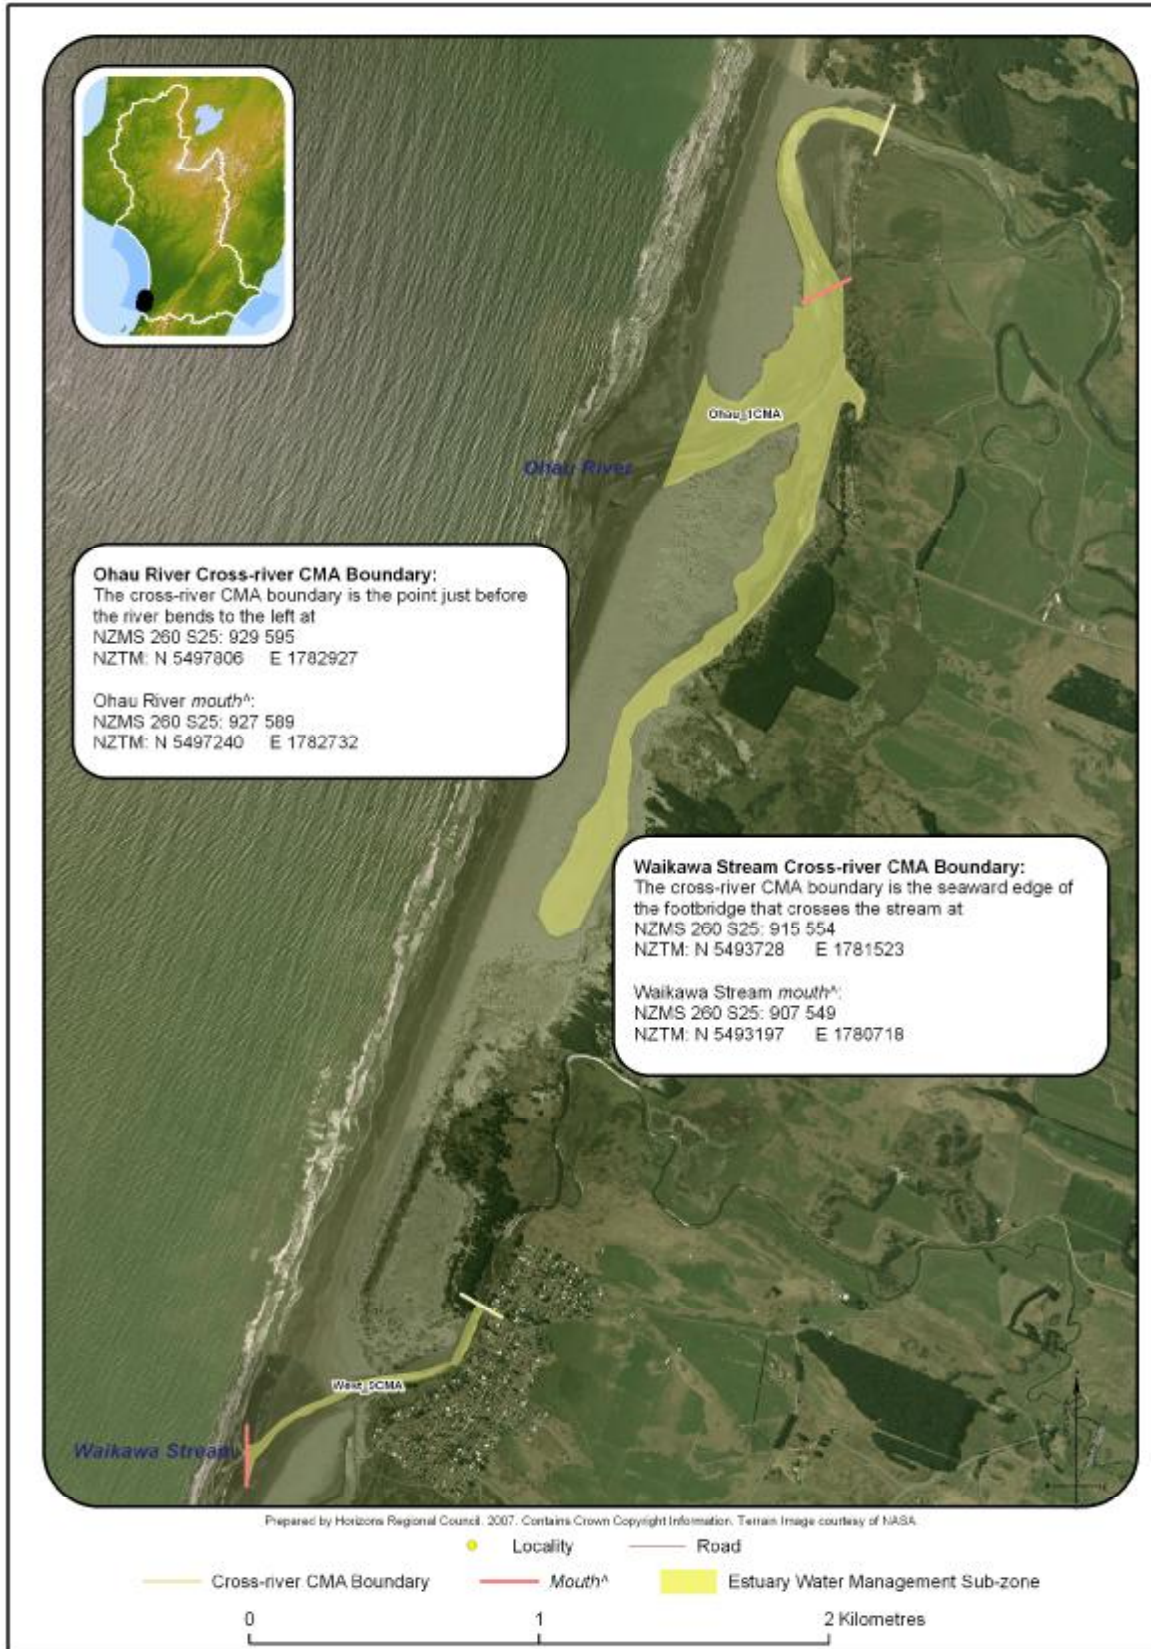 Ohau_1CMA
Ohau River
Ohau River Cross-river CMA Boundary:
The cross-river CMA boundary is the point just before
the river bends to the left at
NZMS 260 S25: 929 595
NZTM: N 5497806 E 1782927
Ohau River mouth^:
NZMS 260 S25: 927 589
NZTM: N 5497240 E 1782732
Waikawa Stream Cross-river CMA Boundary:
The cross-river CMA boundary is the seaward edge of
the footbridge that crosses the stream at
NZMS 260 S25: 915 554
NZTM: N 5493728 E 1781523
Waikawa Stream mouth^:
NZMS 260 S25: 907 549
NZTM: N 5493197 E 1780718
Waikawa Stream
Prepared by Horizons Regional Council. 2007. Contains Crown Copyright Information. Terrain Image courtesy of NASA.
Locality Road
Cross-river CMA Boundary Mouth^ Estuary Water Management Sub-zone
0 1 2 Kilometres